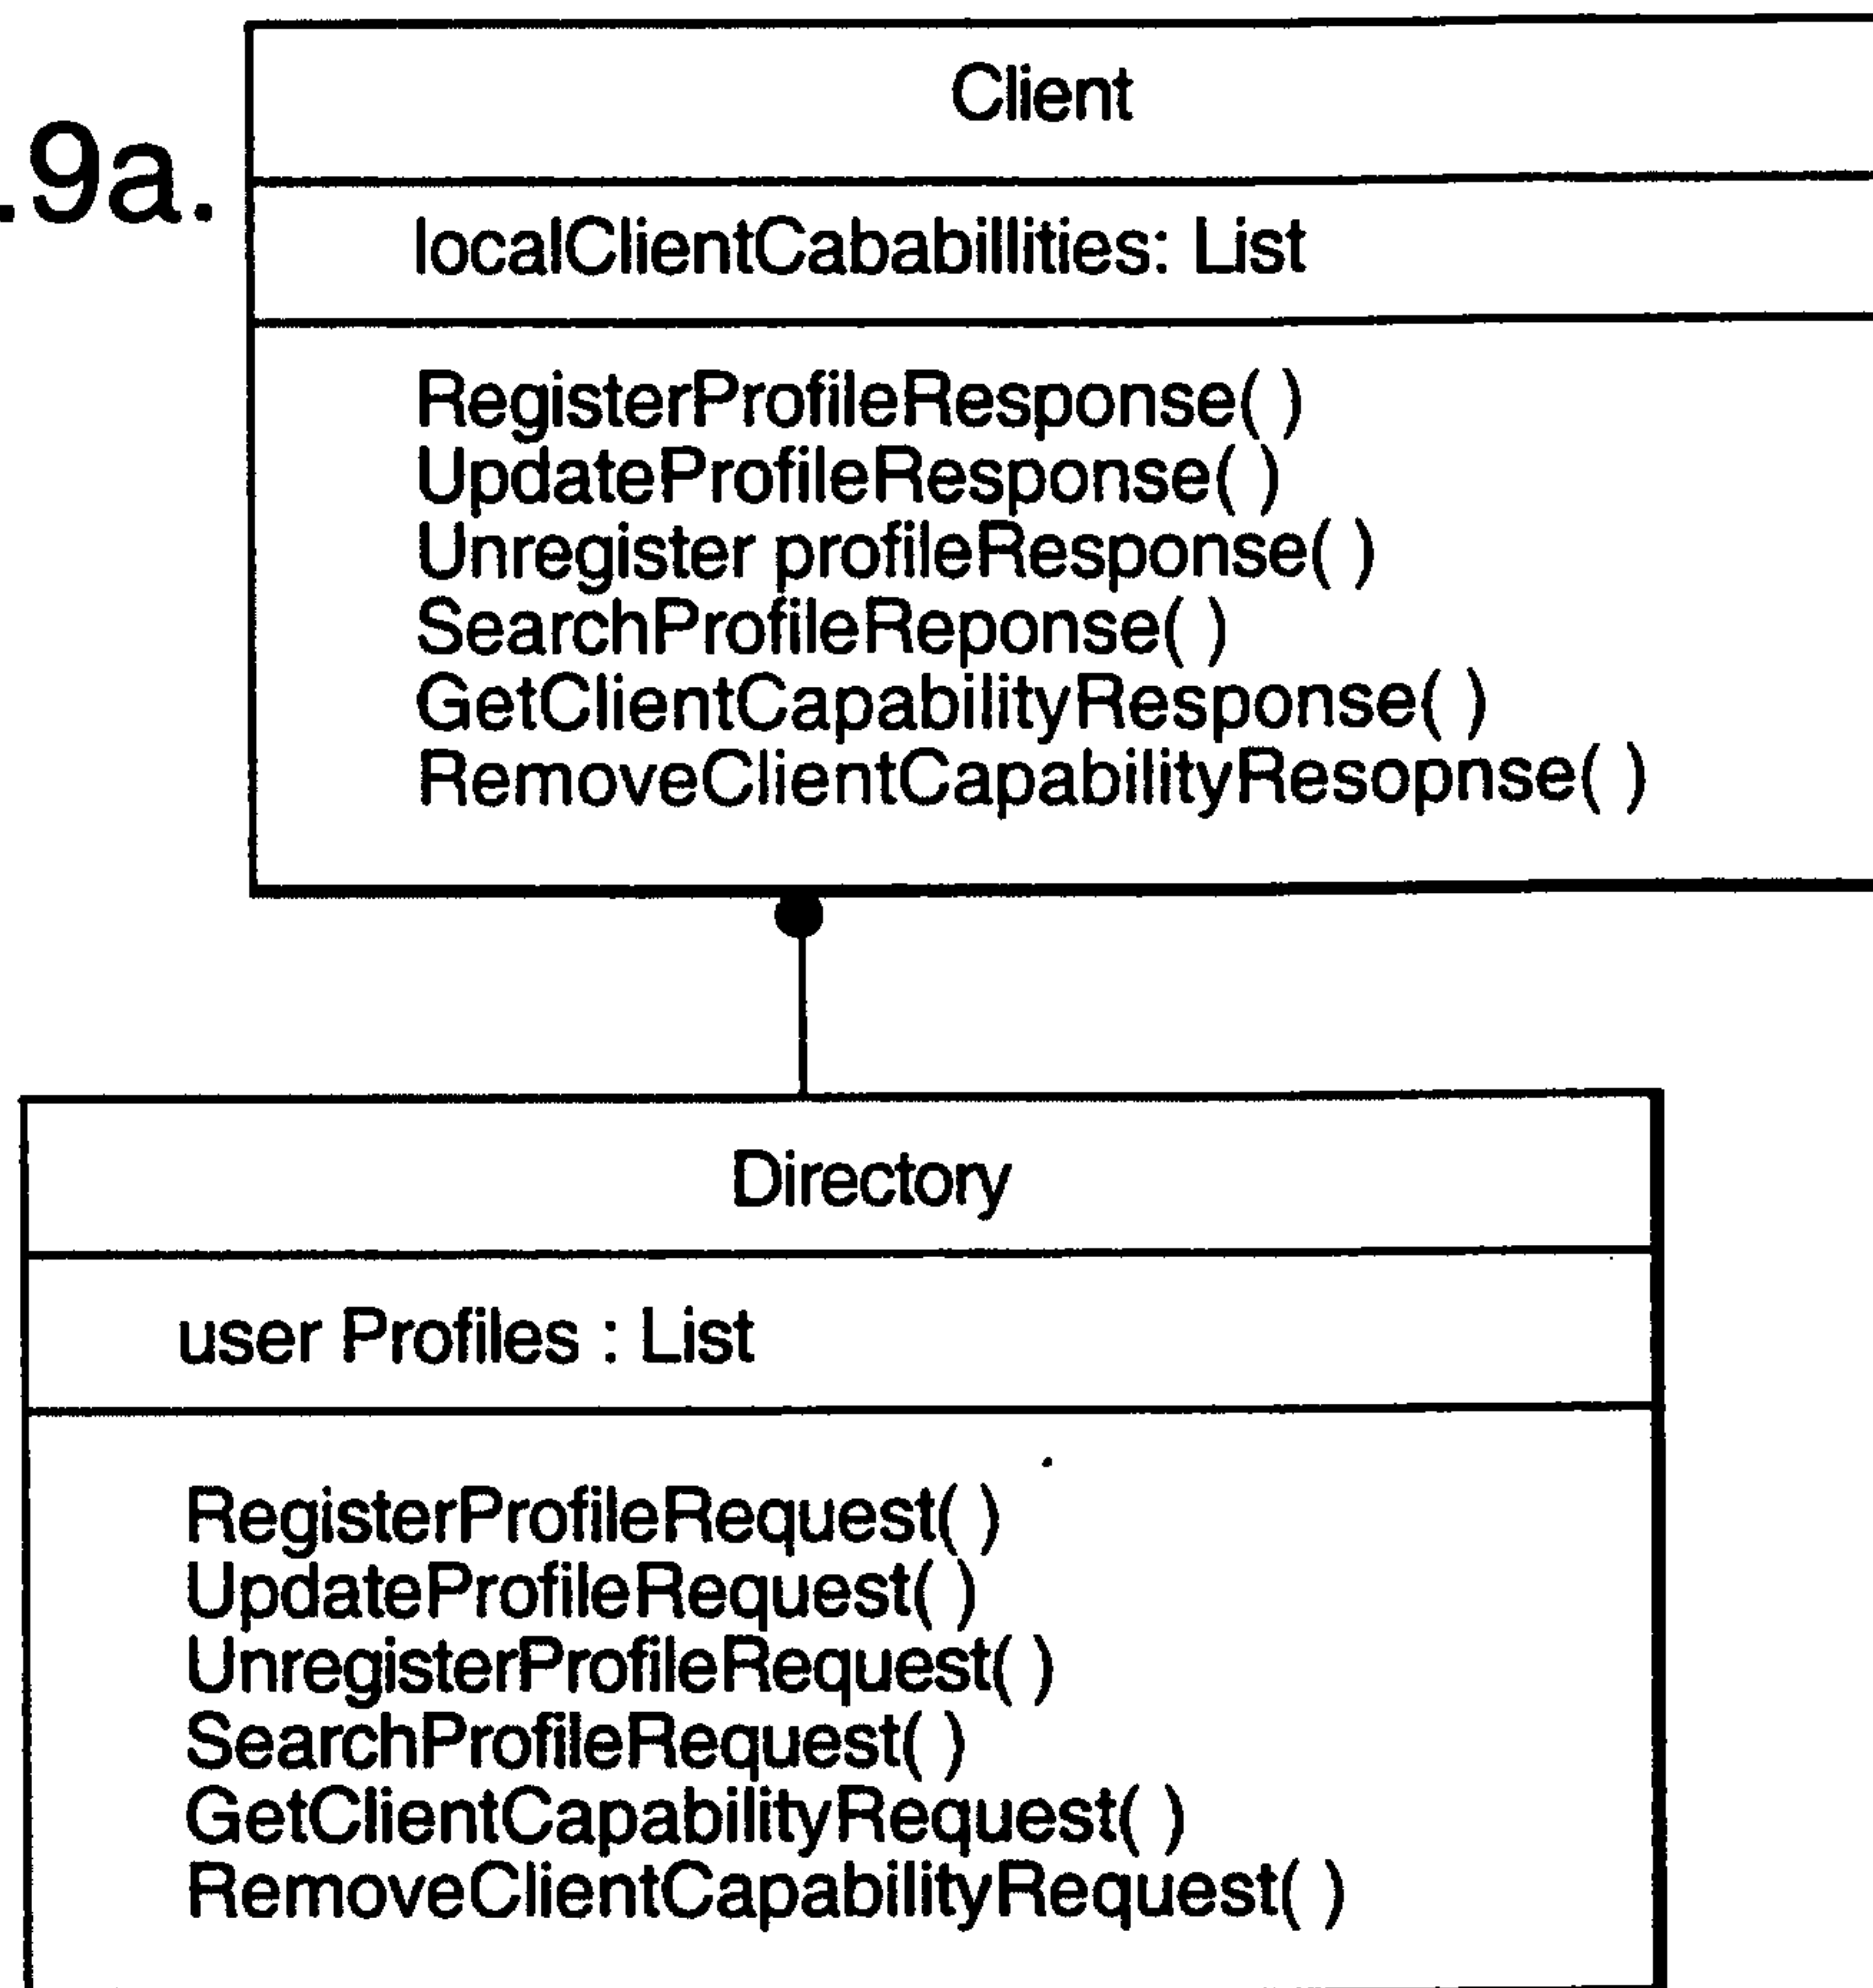 .9a.
Client
localClientCababillities: List
RegisterProfileResponse( )
UpdateProfileResponse( )
Unregister profileResponse( )
SearchProfileReponse( )
GetClientCapabilityResponse( )
RemoveClientCapabilityResopnse( )
Directory
user Profiles : List
RegisterProfileRequest( )
UpdateProfileRequest( )
UnregisterProfileRequest( )
SearchProfileRequest( )
GetClientCapabilityRequest( )
RemoveClientCapabilityRequest( )